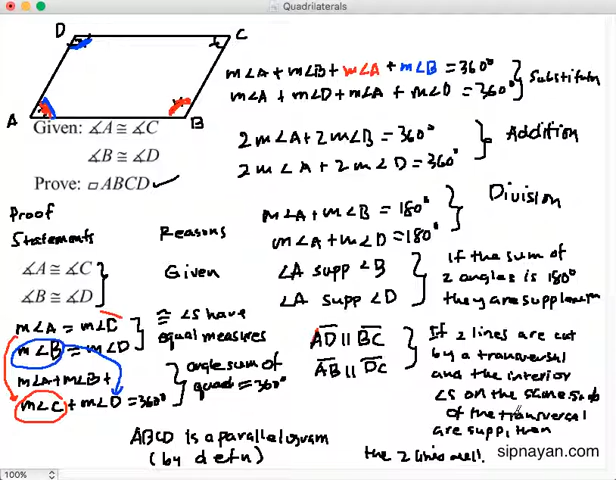 Quadrilaterals
D
C
A
B
Given: ∡A ≅ ∡C
∡B ≅ ∡D
Prove: ▱ABCD ✓
Proof
Statements
Reasons
∡A ≅ ∡C
∡B ≅ ∡D
Given
m∠A = m∠C
m∠B = m∠D
≅ ∠s have
equal measures
m∠A + m∠B +
m∠C + m∠D = 360°
angle sum of
quad = 360°
m∠A + m∠B + m∠A + m∠B = 360°
m∠A + m∠D + m∠A + m∠D = 360°
2m∠A + 2m∠B = 360°
2m∠A + 2m∠D = 360°
Addition
m∠A + m∠B = 180°
m∠A + m∠D = 180°
Division
∠A supp ∠B
∠A supp ∠D
If the sum of
2 angles is 180°
they are
AD || BC
AB || DC
If 2 lines are cut
by a transversal
and the interior
∠s on the same
of the transversal
are supp, then
the 2 lines are ll.
ABCD is a parallelogram
(by defn)
sipnayan.com
100%